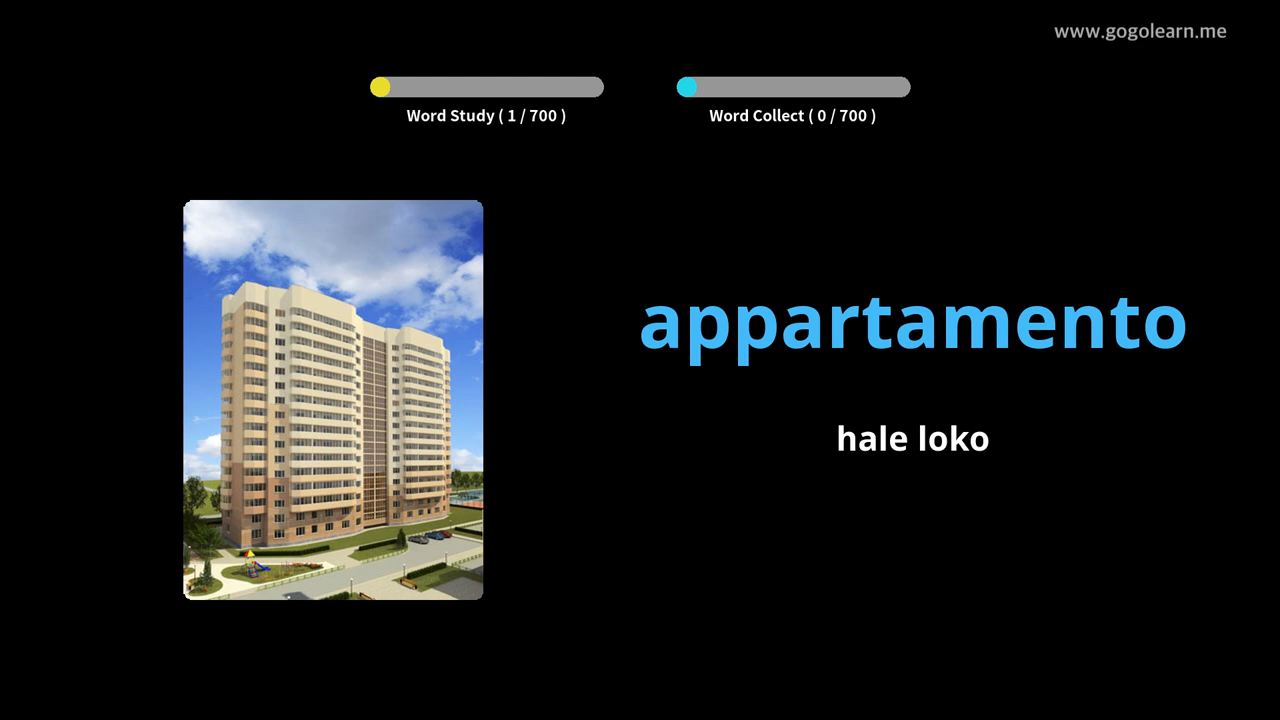 www.gogolearn.me
Word Study ( 1 / 700 )
Word Collect ( 0 / 700 )
appartamento
hale loko